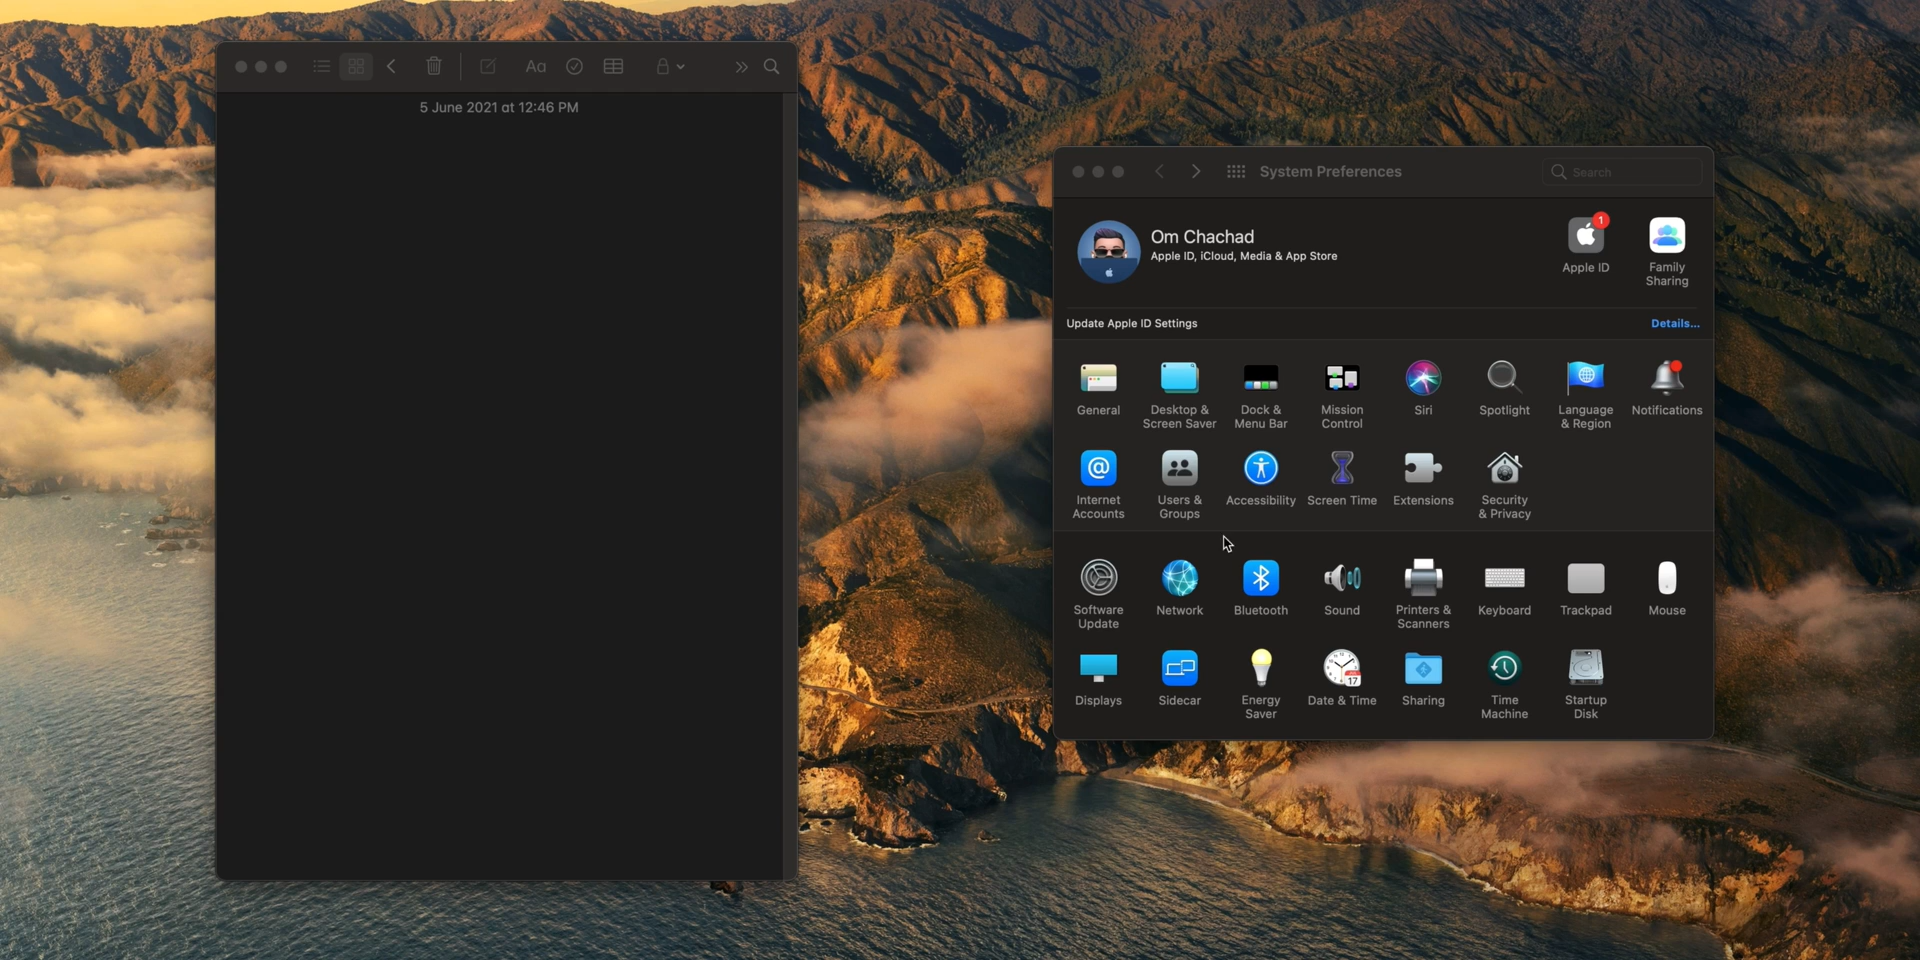 Aa
5 June 2021 at 12:46 PM
System Preferences
Search
Om Chachad
Apple ID, iCloud, Media & App Store
1
Apple ID
Family
Sharing
Update Apple ID Settings
Details...
General
Desktop &
Screen Saver
Dock &
Menu Bar
Mission
Control
Siri
Spotlight
Language
& Region
Notifications
@
Internet
Accounts
Users &
Groups
Accessibility
Screen Time
Extensions
Security
& Privacy
Software
Update
Network
Bluetooth
Sound
Printers &
Scanners
Keyboard
Trackpad
Mouse
17
Displays
Sidecar
Energy
Saver
Date & Time
Sharing
Time
Machine
Startup
Disk